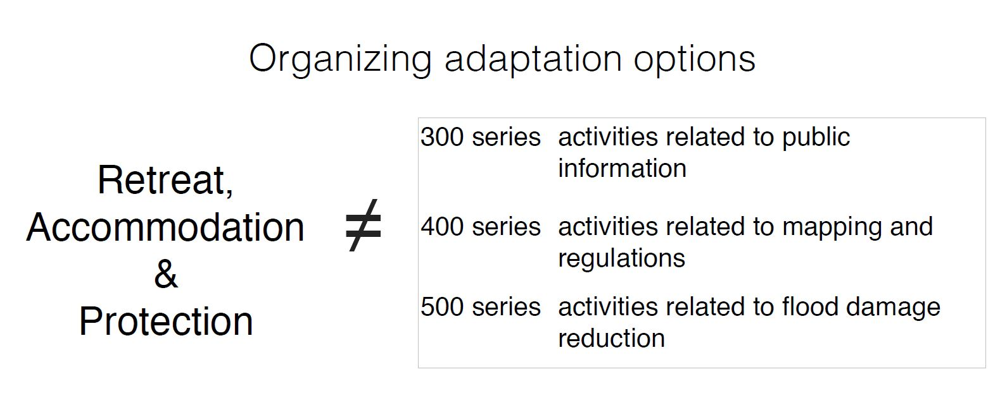 Organizing adaptation options
Retreat,
Accommodation
&
Protection
≠
300 series activities related to public
information
400 series activities related to mapping and
regulations
500 series activities related to flood damage
reduction